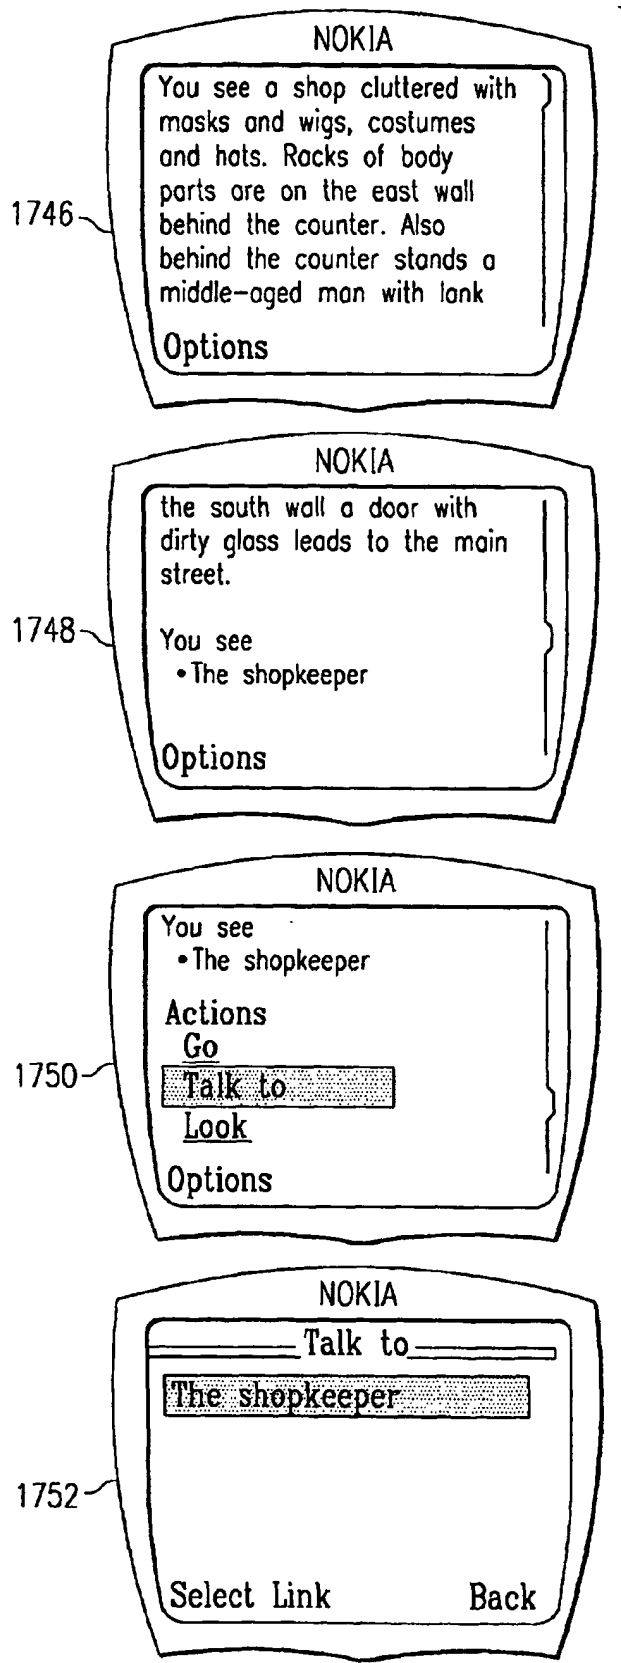 NOKIA
You see a shop cluttered with
masks and wigs, costumes
and hats. Racks of body
parts are on the east wall
behind the counter. Also
behind the counter stands a
middle-aged man with lank
Options
1746
NOKIA
the south wall a door with
dirty glass leads to the main
street.
You see
•The shopkeeper
Options
1748
NOKIA
You see
•The shopkeeper
Actions
Go
Talk to
Look
Options
1750
NOKIA
Talk to
The shopkeeper
Select Link Back
1752